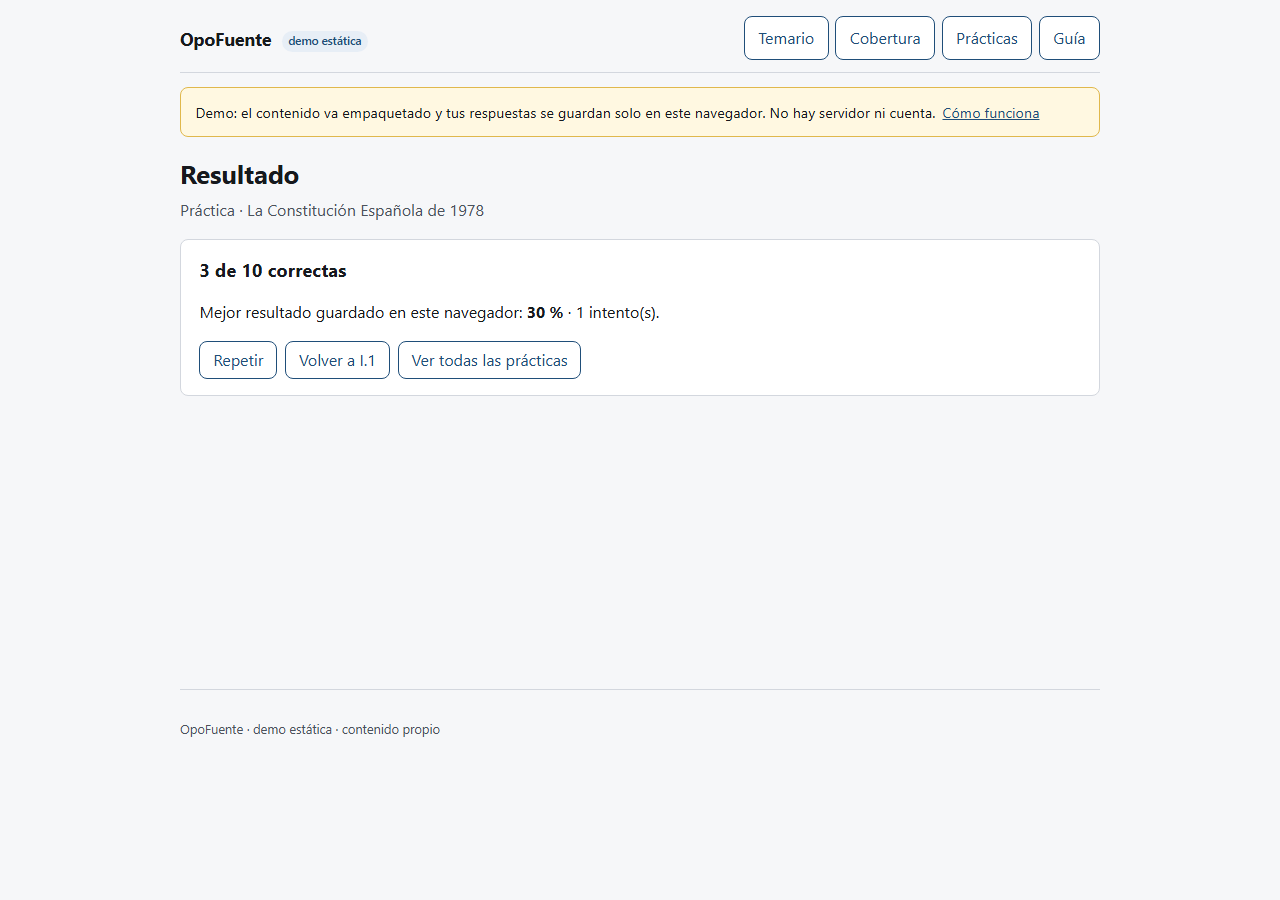 OpoFuente demo estática Temario Cobertura Prácticas Guía
Demo: el contenido va empaquetado y tus respuestas se guardan solo en este navegador. No hay servidor ni cuenta. Cómo funciona
Resultado
Práctica · La Constitución Española de 1978
3 de 10 correctas
Mejor resultado guardado en este navegador: 30 % · 1 intento(s).
Repetir Volver a I.1 Ver todas las prácticas
OpoFuente · demo estática · contenido propio